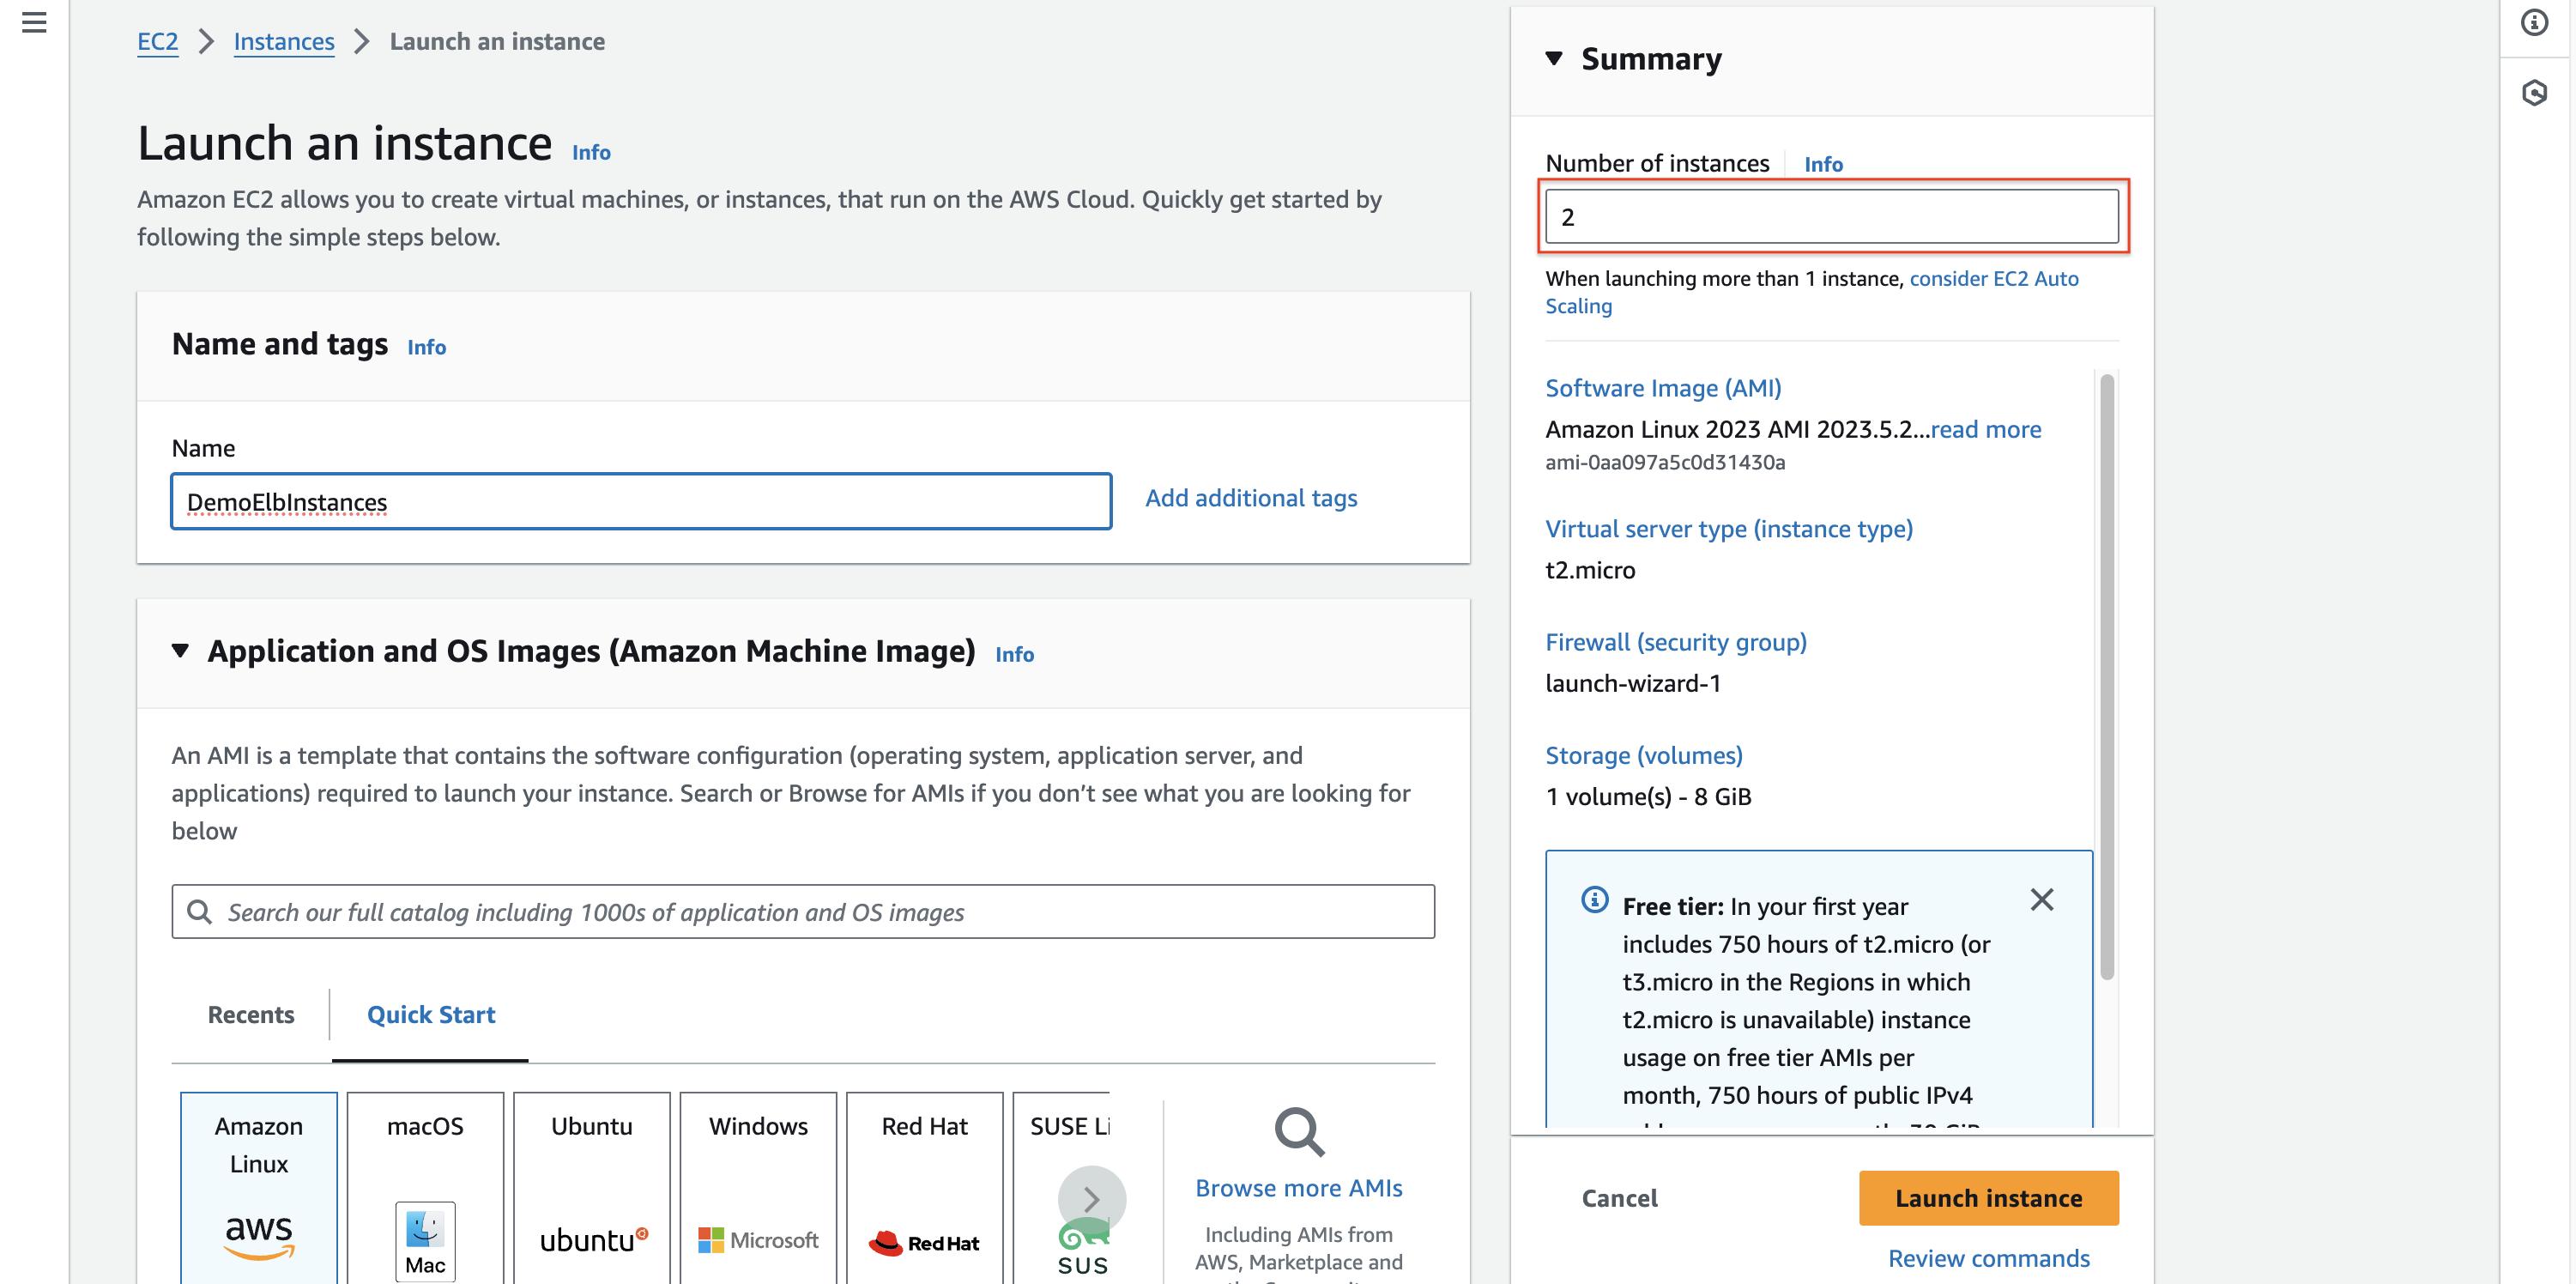 EC2 > Instances > Launch an instance
Launch an instance Info
Amazon EC2 allows you to create virtual machines, or instances, that run on the AWS Cloud. Quickly get started by
following the simple steps below.
Name and tags Info
Name
DemoElbInstances
Add additional tags
Application and OS Images (Amazon Machine Image) Info
An AMI is a template that contains the software configuration (operating system, application server, and
applications) required to launch your instance. Search or Browse for AMIs if you don’t see what you are looking for
below
Search our full catalog including 1000s of application and OS images
Recents
Quick Start
Amazon
Linux
aws
macOS
Mac
Ubuntu
ubuntu
Windows
Microsoft
Red Hat
RedHat
SUSE Li
SUS
Browse more AMIs
Including AMIs from
AWS, Marketplace and
Summary
Number of instances Info
2
When launching more than 1 instance, consider EC2 Auto
Scaling
Software Image (AMI)
Amazon Linux 2023 AMI 2023.5.2...read more
ami-0aa097a5c0d31430a
Virtual server type (instance type)
t2.micro
Firewall (security group)
launch-wizard-1
Storage (volumes)
1 volume(s) - 8 GiB
Free tier: In your first year
includes 750 hours of t2.micro (or
t3.micro in the Regions in which
t2.micro is unavailable) instance
usage on free tier AMIs per
month, 750 hours of public IPv4
Cancel
Launch instance
Review commands